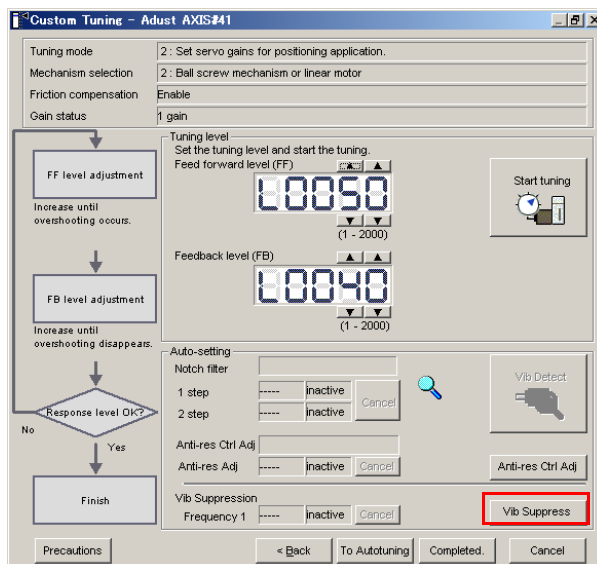 Custom Tuning - Adust AXIS#41
Tuning mode
2 : Set servo gains for positioning application.
Mechanism selection
2 : Ball screw mechanism or linear motor
Friction compensation
Enable
Gain status
1 gain
FF level adjustment
Increase until
overshooting occurs.
FB level adjustment
Increase until
overshooting disappears.
Response level OK?
No
Yes
Finish
Tuning level
Set the tuning level and start the tuning.
Feed forward level (FF)
L0050
(1 - 2000)
Feedback level (FB)
L0040
(1 - 2000)
Start tuning
Auto-setting
Notch filter
1 step
-----
inactive
2 step
-----
inactive
Cancel
Vib Detect
Anti-res Ctrl Adj
Anti-res Adj
-----
inactive
Cancel
Anti-res Ctrl Adj
Vib Suppression
Frequency 1
-----
inactive
Cancel
Vib Suppress
Precautions
< Back
To Autotuning
Completed.
Cancel